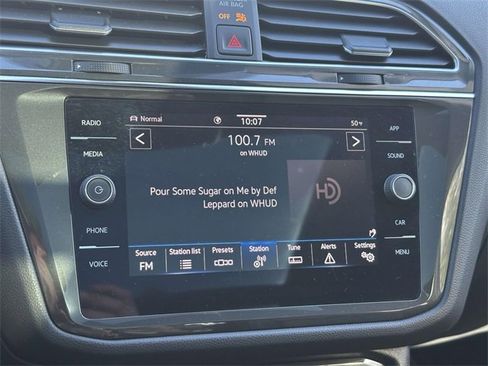 AIR BAG
OFF
RADIO
MEDIA
PHONE
VOICE
Normal
10:07
50°F
100.7 FM
on WHUD
Pour Some Sugar on Me by Def
Leppard on WHUD
HD
Source
FM
Station list
Presets
Station
Tune
Alerts
Settings
APP
SOUND
CAR
MENU